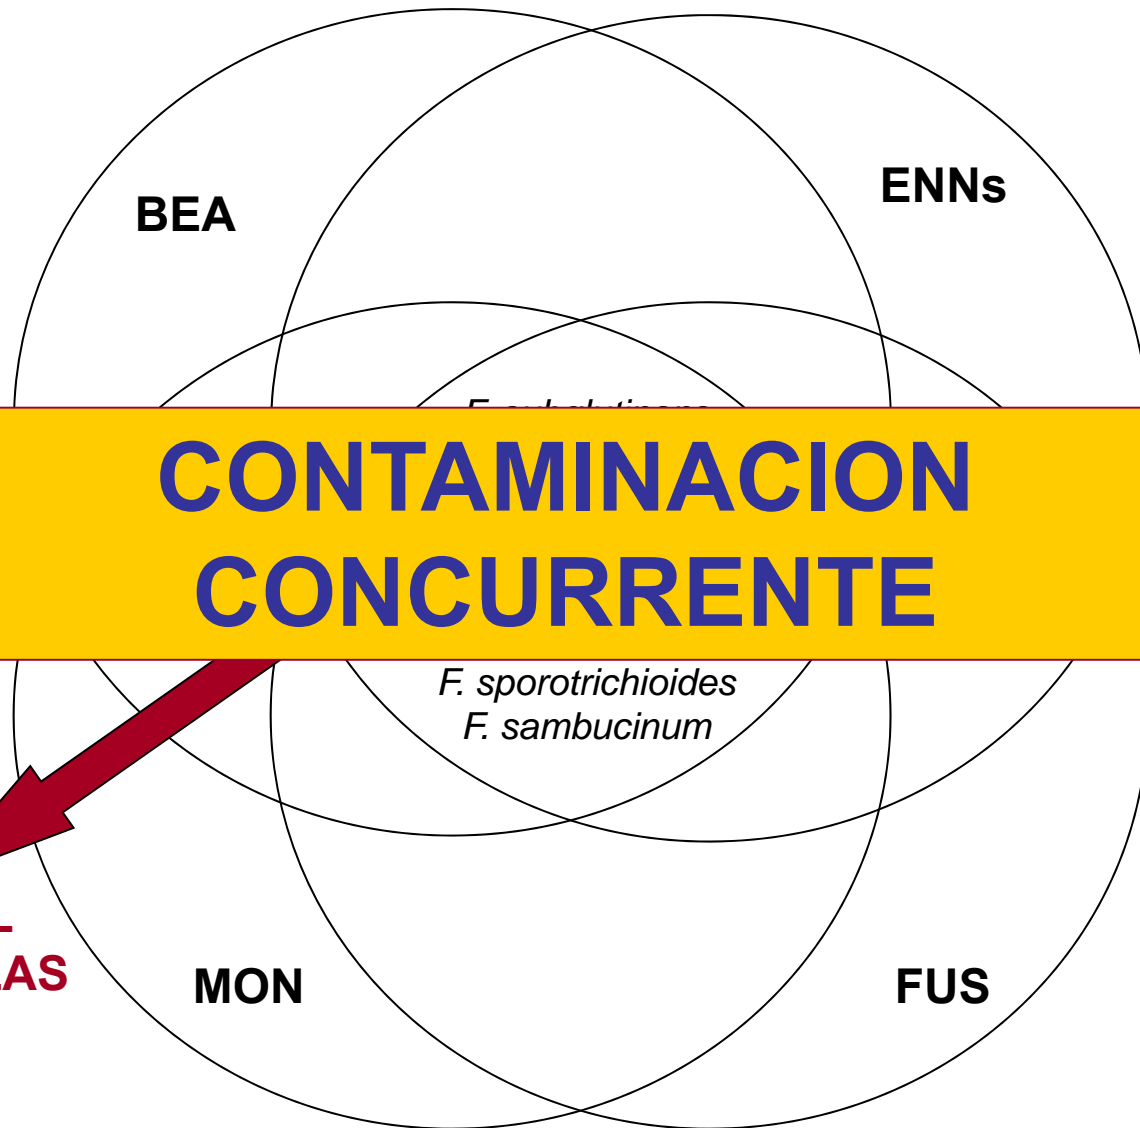 ENNs
BEA
CONTAMINACION
CONCURRENTE
F. sporotrichioides
F. sambucinum
MON
FUS